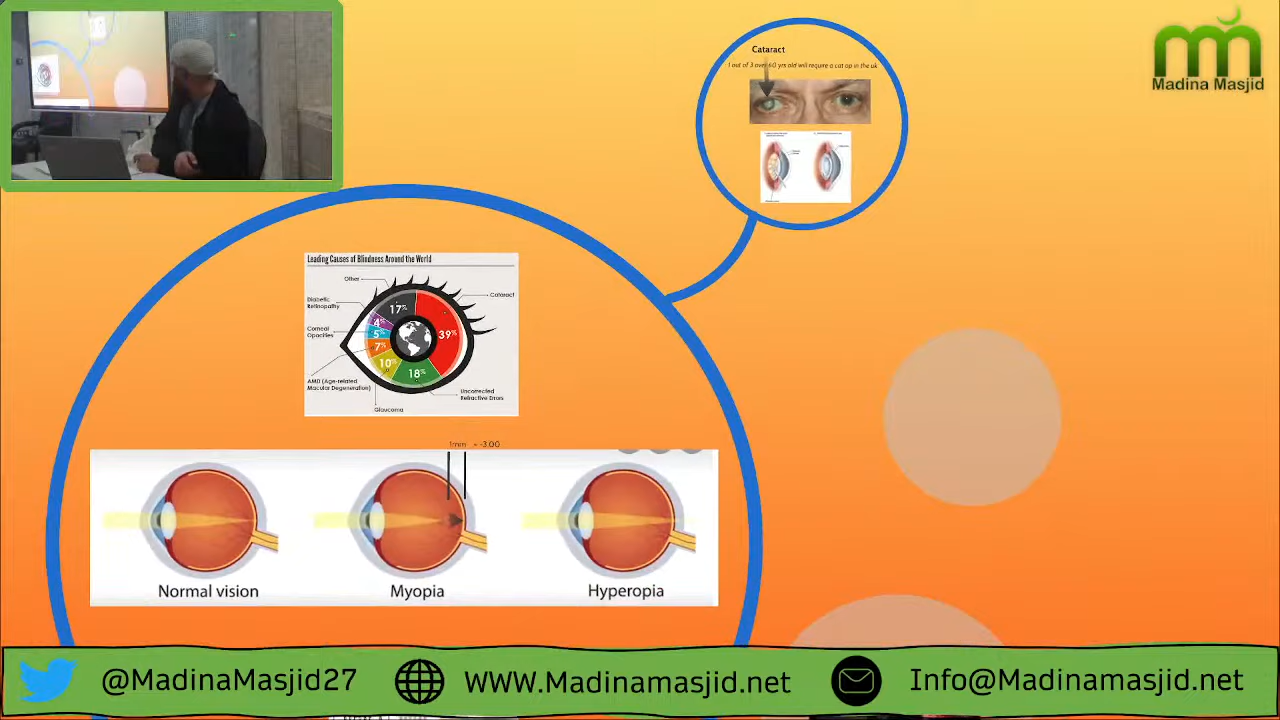 Cataract
1 out of 3 over 60 yrs old will require a cat op in the uk
Madina Masjid
Leading Causes of Blindness Around the World
Other
Cataract
Diabetic
Retinopathy
17%
4%
Corneal
Opacities
5%
39%
7%
10%
18%
AMD (Age-related
Macular Degeneration)
Uncorrected
Refractive Errors
Glaucoma
1mm = -3.00
Normal vision
Myopia
Hyperopia
@MadinaMasjid27
WWW.Madinamasjid.net
Info@Madinamasjid.net